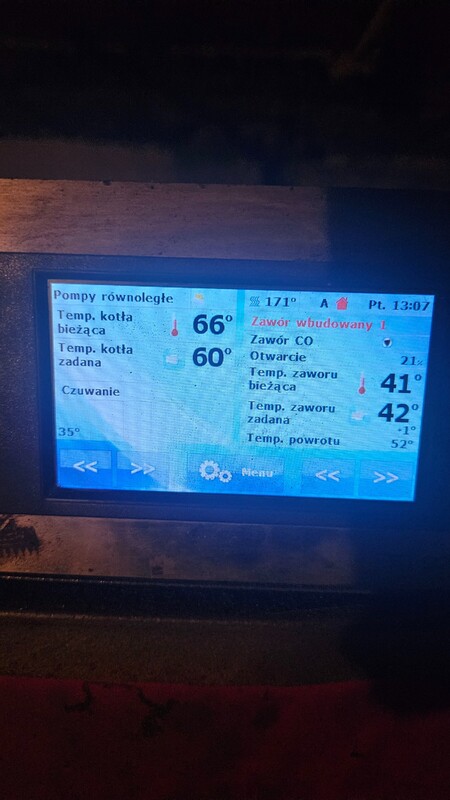 Pompy równoległe
Temp. kotła
bieżąca
66°
Temp. kotła
zadana
60°
Czuwanie
35°
<< >>
171° A Pt. 13:07
Zawór wbudowany 1
Zawór CO
Otwarcie 21%
Temp. zaworu
bieżąca
41°
Temp. zaworu
zadana
42°
+1°
Temp. powrotu 52°
Menu
<< >>